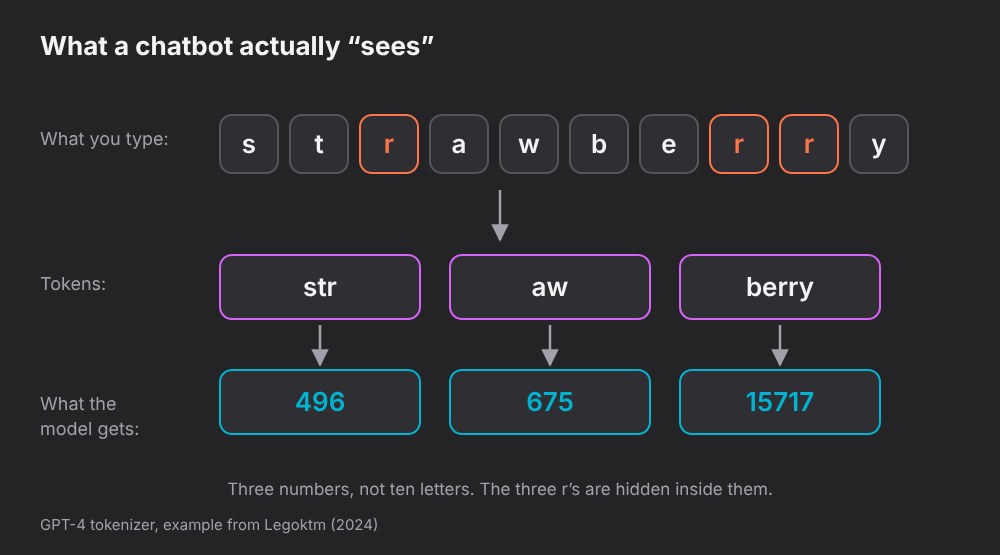 What a chatbot actually “sees”
What you type:
s t r a w b e r r y
Tokens:
str aw berry
What the
model gets:
496 675 15717
Three numbers, not ten letters. The three r’s are hidden inside them.
GPT-4 tokenizer, example from Legoktm (2024)